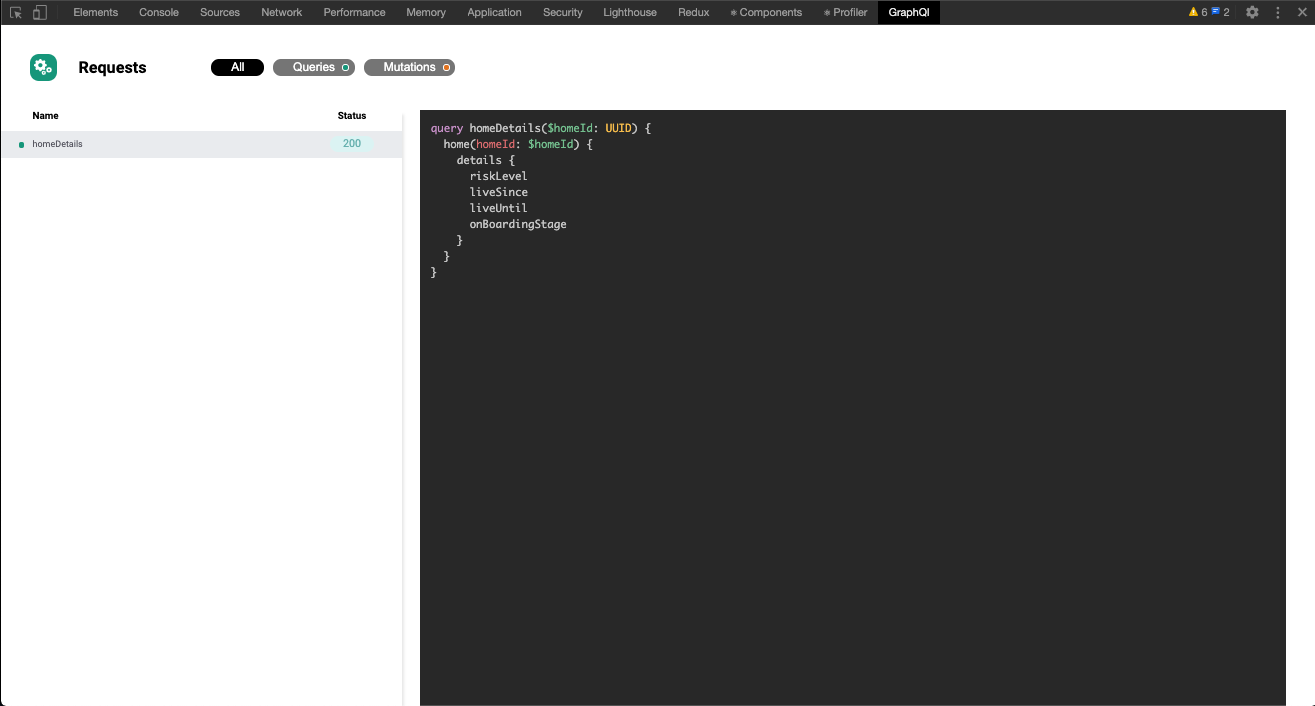 Elements Console Sources Network Performance Memory Application Security Lighthouse Redux Components Profiler GraphQl 6 2
Requests All Queries Mutations
Name Status
homeDetails 200
query homeDetails($homeId: UUID) {
home(homeId: $homeId) {
details {
riskLevel
liveSince
liveUntil
onBoardingStage
}
}
}